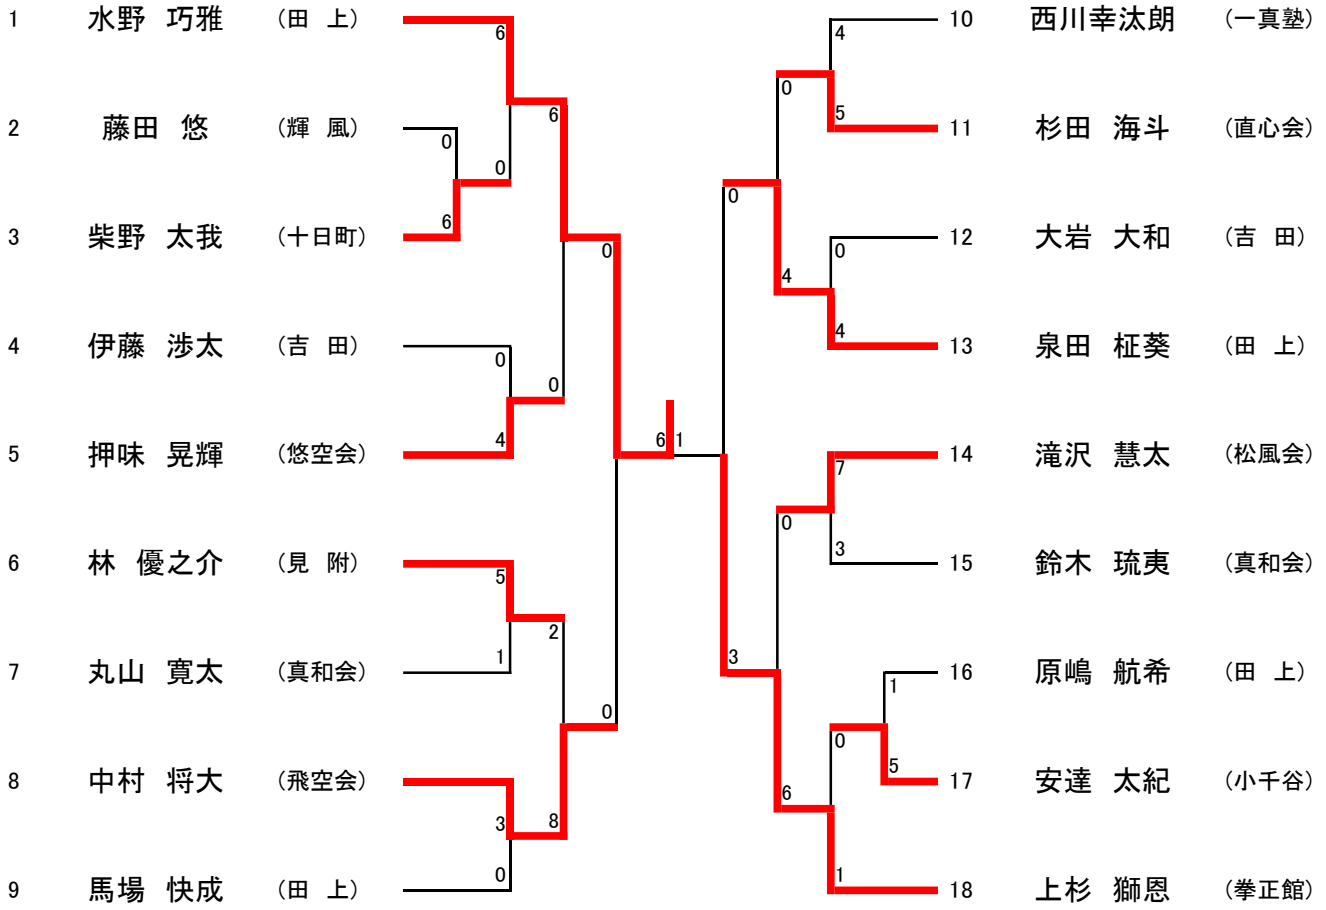 1 水野 巧雅 （田 上） 6 4 10 西川幸汰朗 （一真塾）
6 0
2 藤田 悠 （輝 風） 0 5 11 杉田 海斗 （直心会）
0 0
3 柴野 太我 （十日町） 6 0 0 12 大岩 大和 （吉 田）
4
4 伊藤 渉太 （吉 田） 0 4 13 泉田 柾葵 （田 上）
0
5 押味 晃輝 （悠空会） 4 6 1 7 14 滝沢 慧太 （松風会）
0
6 林 優之介 （見 附） 5 3 15 鈴木 琉夷 （真和会）
2
7 丸山 寛太 （真和会） 1 3 1 16 原嶋 航希 （田 上）
0 0
8 中村 将大 （飛空会） 3 8 6 5 17 安達 太紀 （小千谷）
9 馬場 快成 （田 上） 0 1 18 上杉 獅恩 （拳正館）